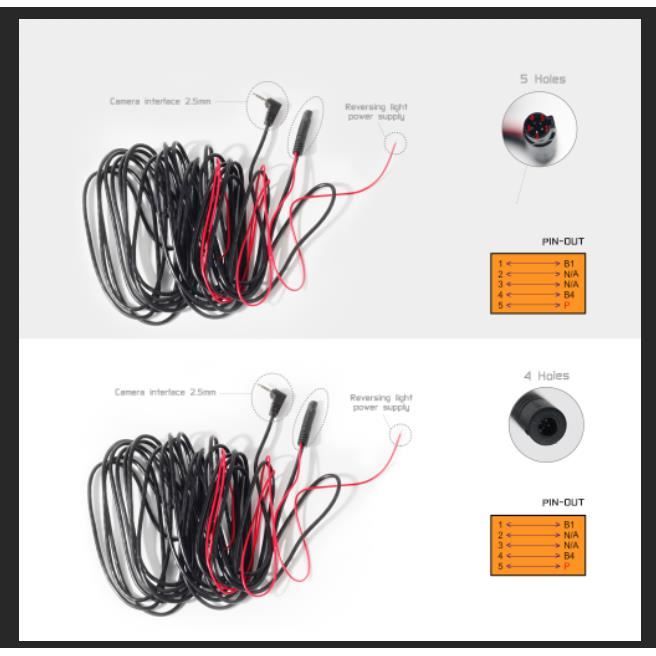 5 Holes
Camera interface 2.5mm
Reversing light
power supply
PIN-OUT
1 B1
2 N/A
3 N/A
4 B4
5 P
4 Holes
Camera interface 2.5mm
Reversing light
power supply
PIN-OUT
1 B1
2 N/A
3 N/A
4 B4
5 P